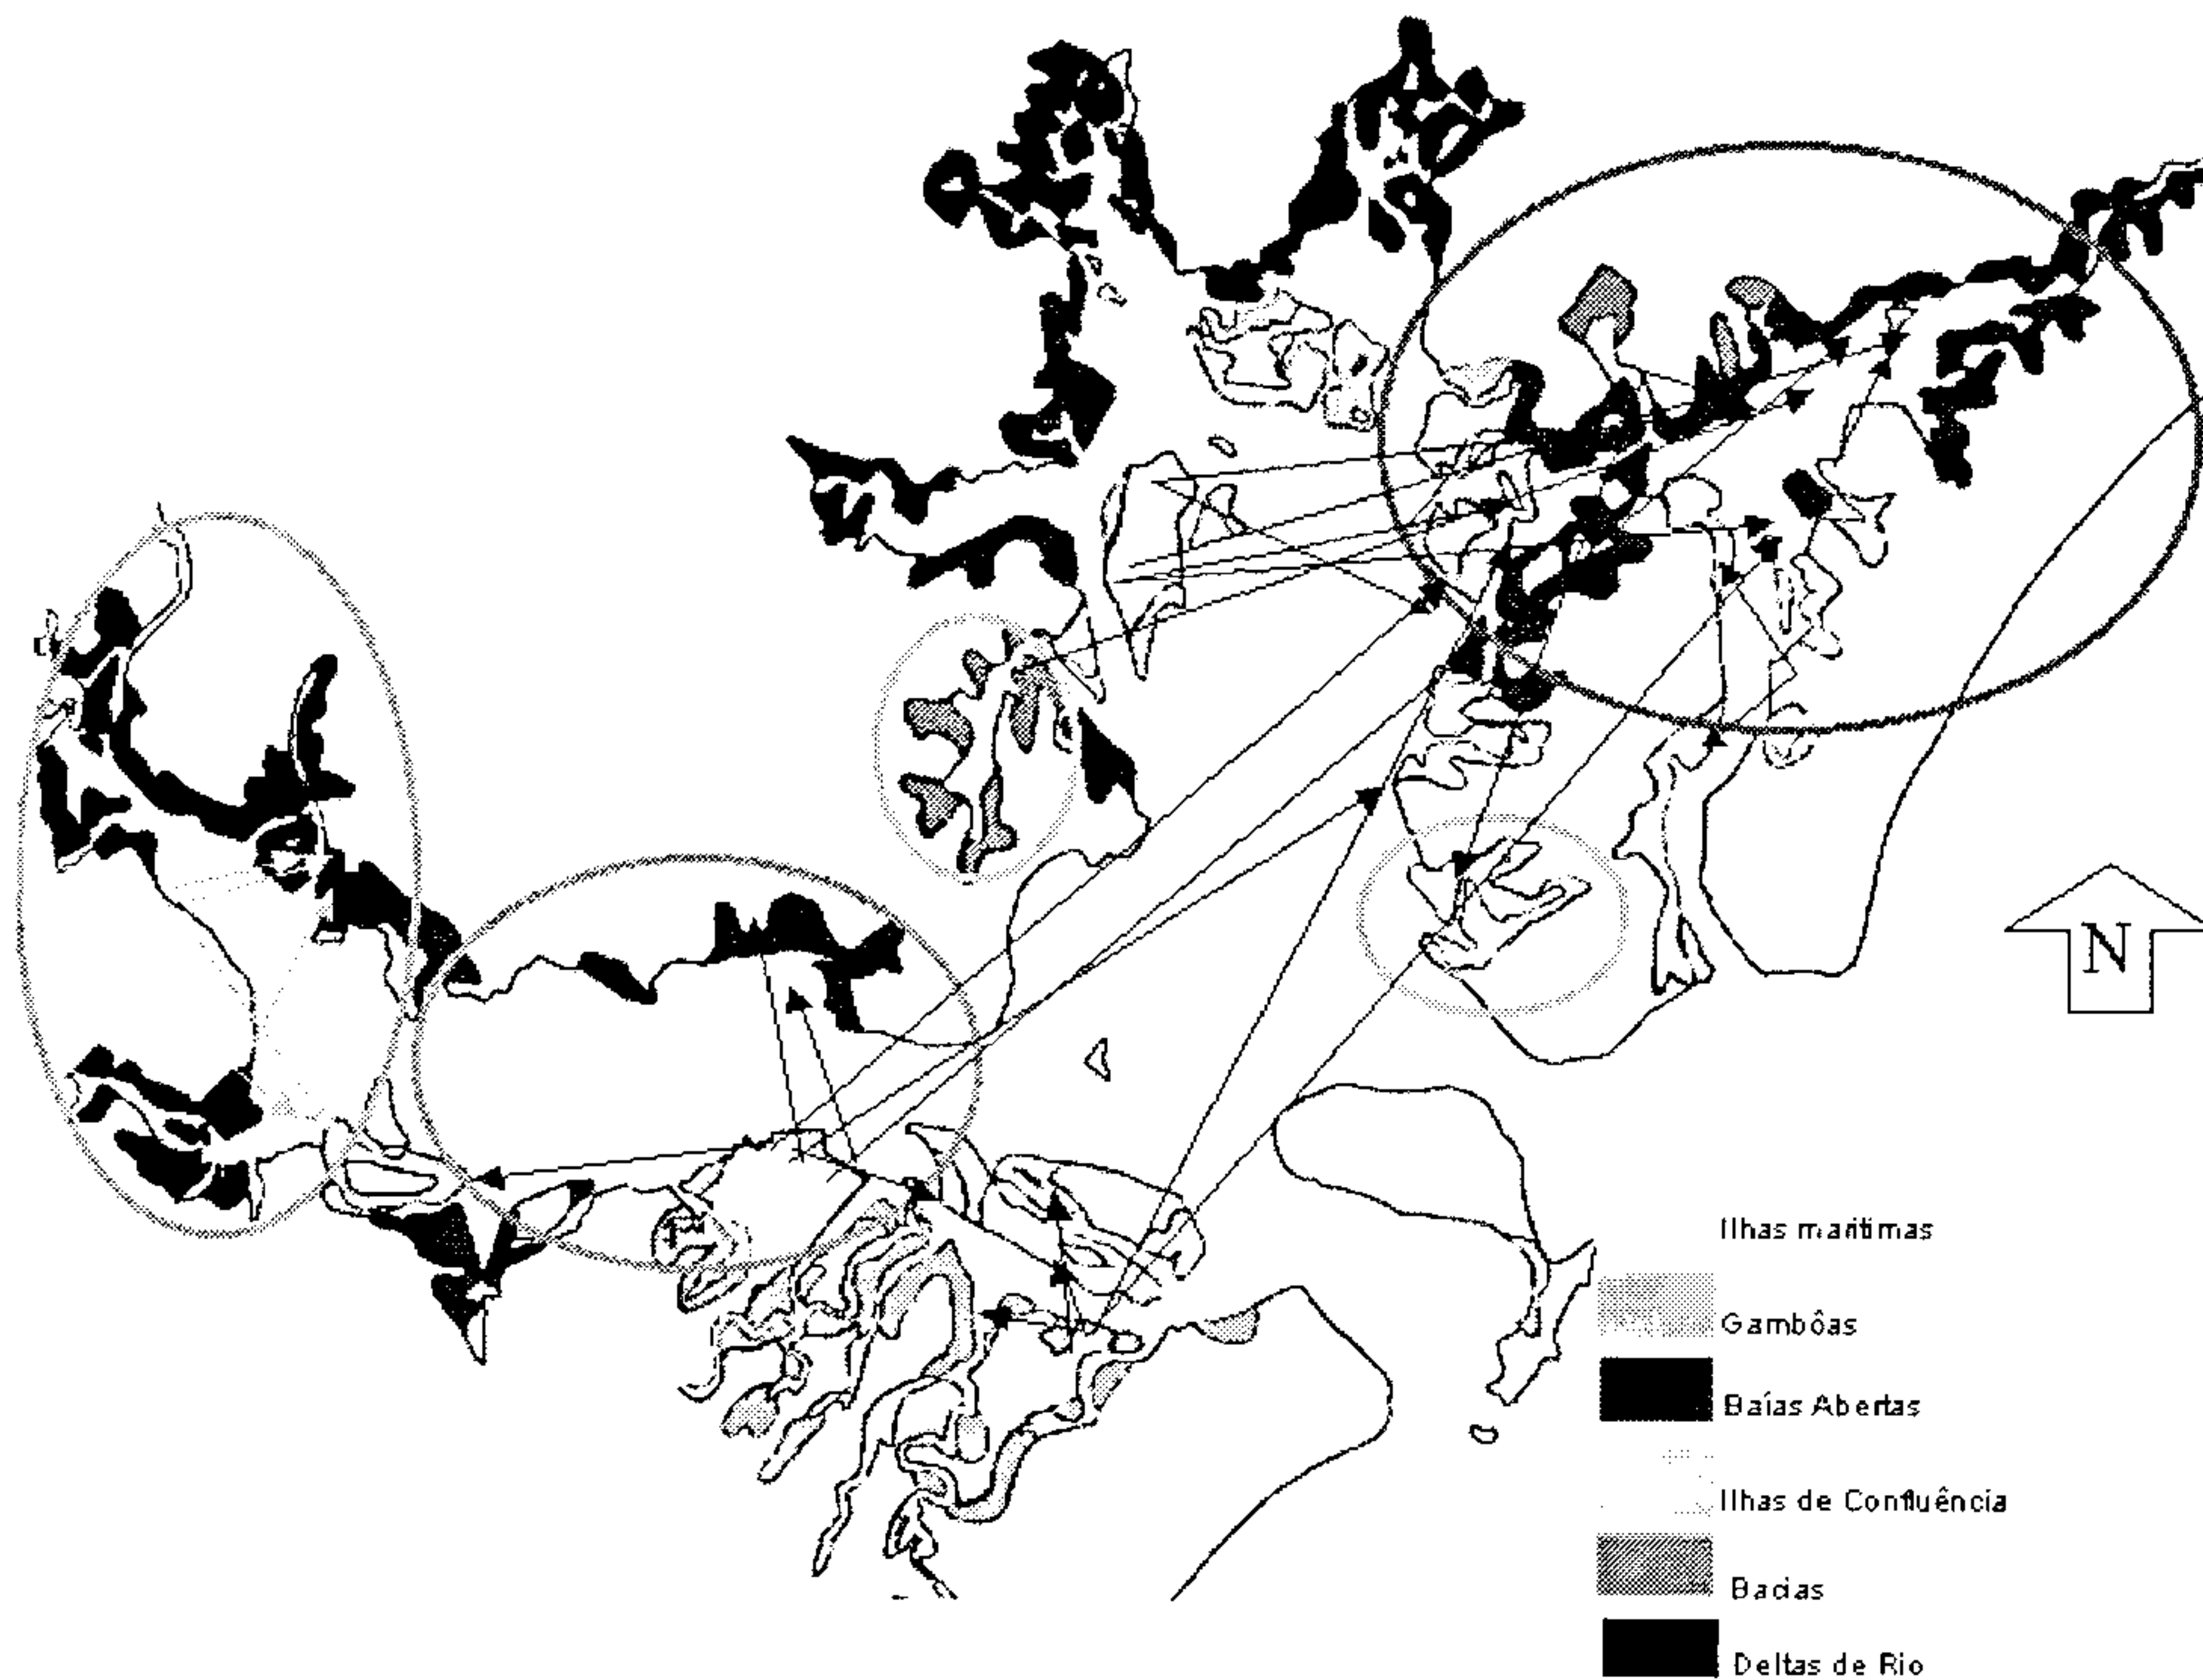 N
Ilhas marítimas
Gambôas
Baías Abertas
Ilhas de Confluência
Bacias
Deltas de Rio